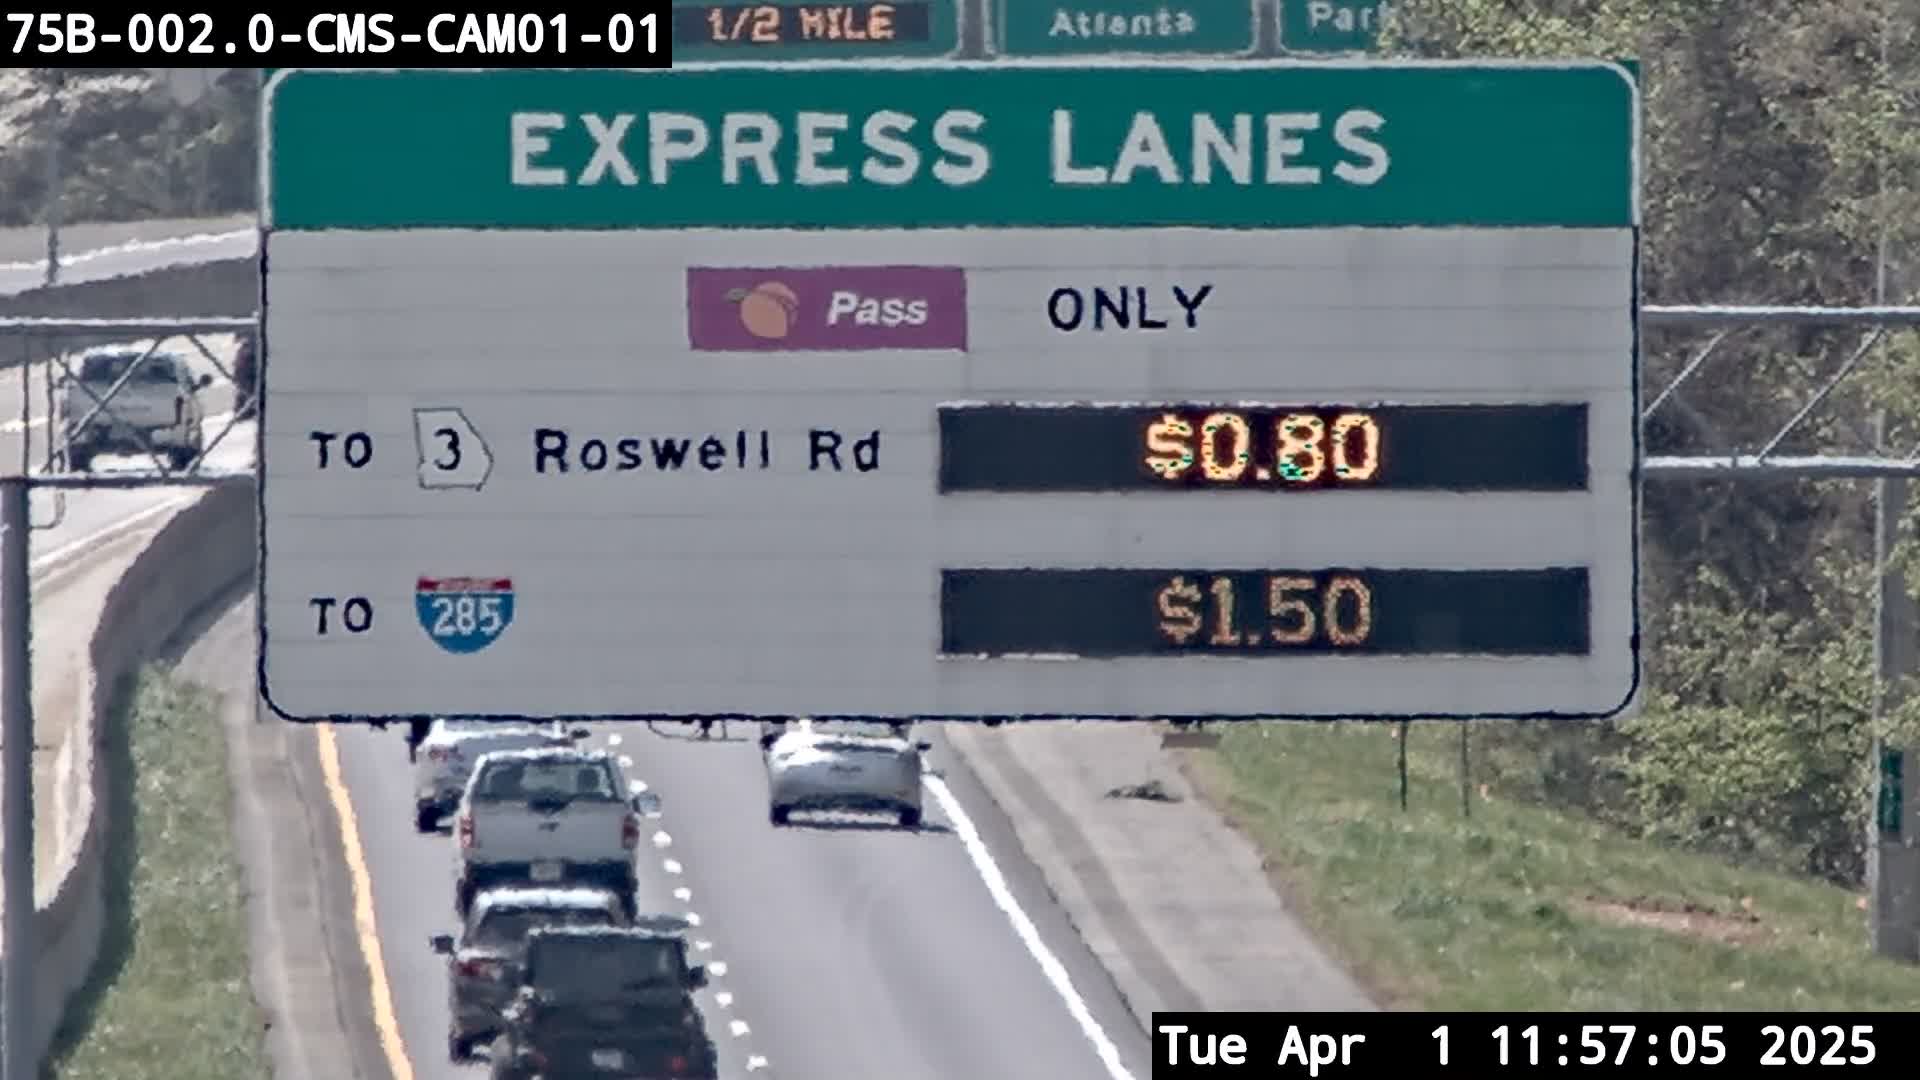 75B-002.0-CMS-CAM01-01
1/2 MILE
Atlanta
Park
EXPRESS LANES
Pass ONLY
TO 3 Roswell Rd $0.80
TO 285 $1.50
Tue Apr 1 11:57:05 2025